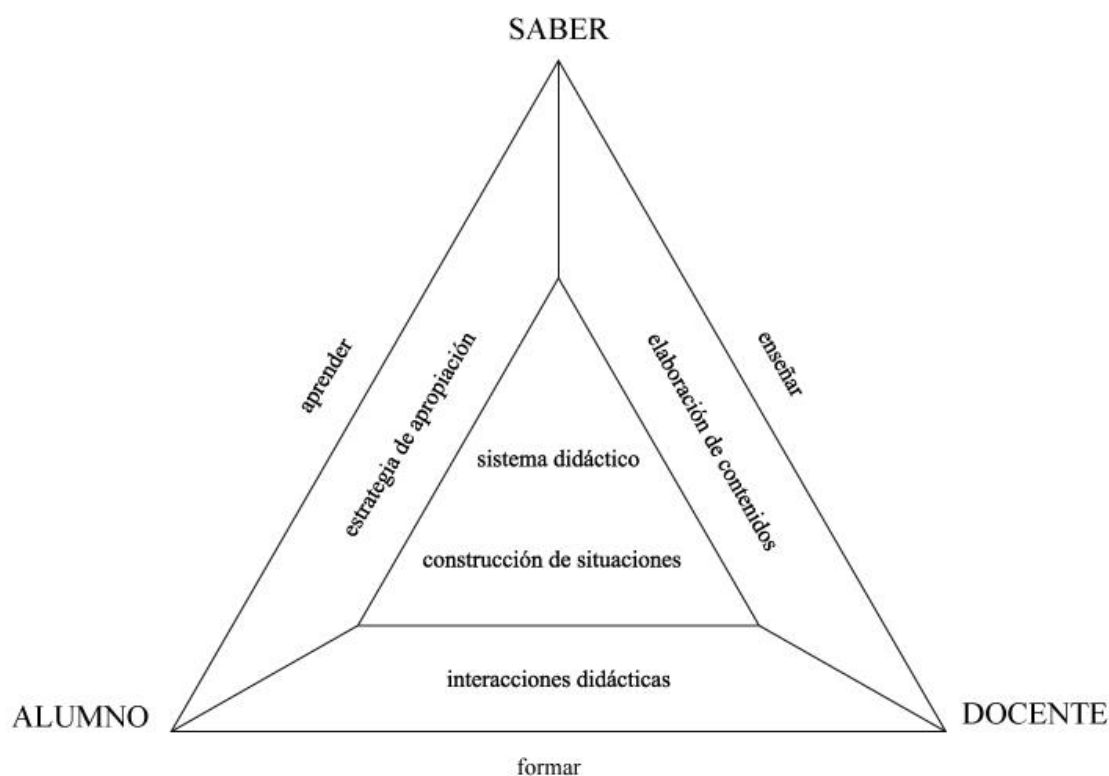 SABER
aprender
estrategia de apropiación
elaboración de contenidos
enseñar
sistema didáctico
construcción de situaciones
interacciones didácticas
ALUMNO
DOCENTE
formar